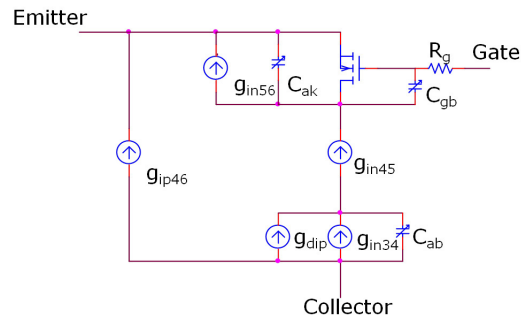 Emitter
R_g Gate
g_in56 C_ak
C_gb
g_ip46
g_in45
g_dip g_in34 C_ab
Collector